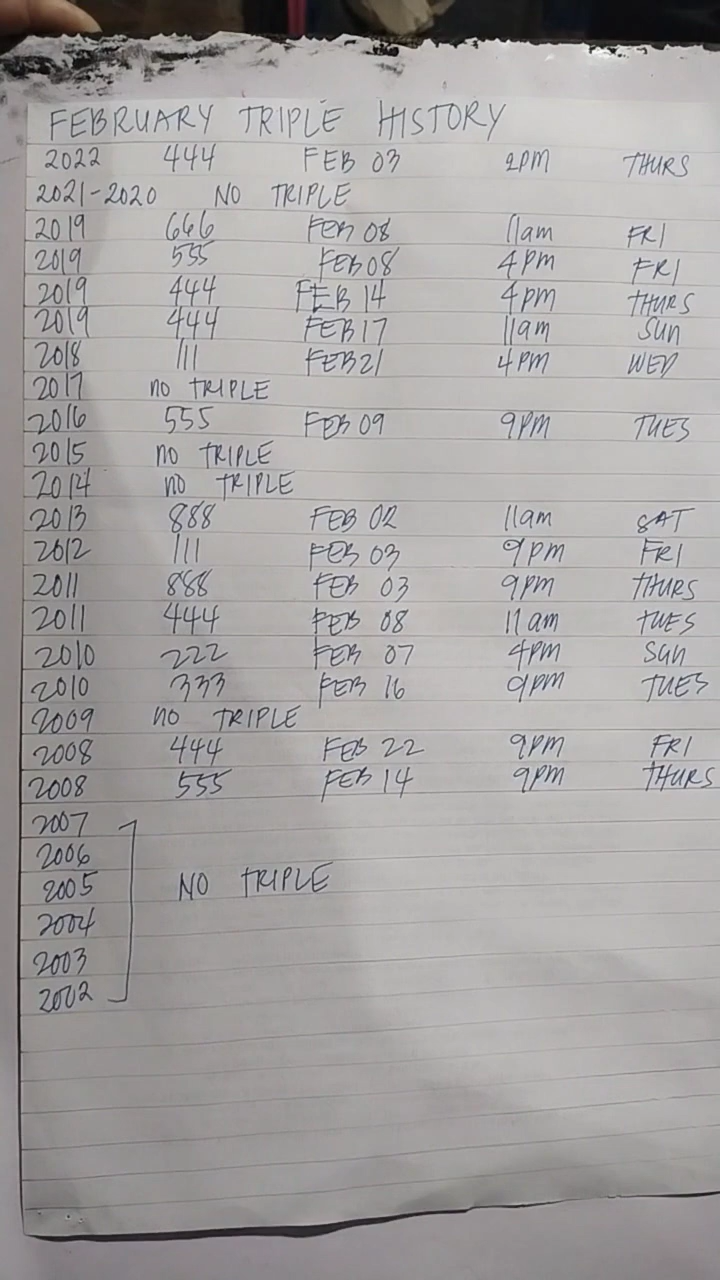 FEBRUARY TRIPLE HISTORY
2022 444 FEB 03 2PM THURS
2021-2020 NO TRIPLE
2019 666 FEB 08 11am FRI
2019 555 FEB 08 4PM FRI
2019 444 FEB 14 4pm THURS
2019 444 FEB 17 11am SUN
2018 111 FEB 21 4PM WED
2017 NO TRIPLE
2016 555 FEB 09 9PM TUES
2015 NO TRIPLE
2014 NO TRIPLE
2013 888 FEB 02 11am SAT
2012 111 FEB 03 9pm FRI
2011 888 FEB 03 9pm THURS
2011 444 FEB 08 11am TUES
2010 222 FEB 07 4PM SUN
2010 333 FEB 16 9pm TUES
2009 NO TRIPLE
2008 444 FEB 22 9pm FRI
2008 555 FEB 14 9pm THURS
2007
2006
2005 NO TRIPLE
2004
2003
2002